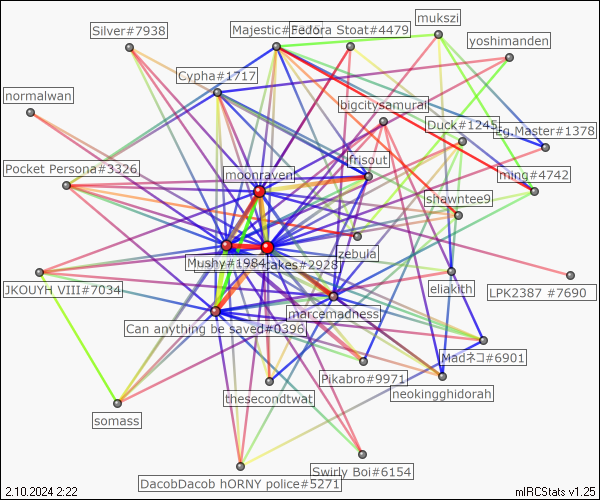 mukszi
Silver#7938
Majestic#
Fedora Stoat#4479
yoshimanden
Cypha#1717
normalwan
bigcitysamurai
Duck#1245
Eg.Master#1378
frisout
Pocket Persona#3326
moonraven
ming#4742
shawntee9
zebula
Mushy#1984
cakes#2928
JKOUYH VII#7034
eliakith
LPK2387 #7690
marcemadness
Can anything be saved#0396
Medネコ#6901
Pikabro#9971
neokingghidorah
thesecondtwat
somass
Swirly Boi#6154
DacobDacob hORNY police#5271
2.10.2024 2:22
mIRCStats v1.25